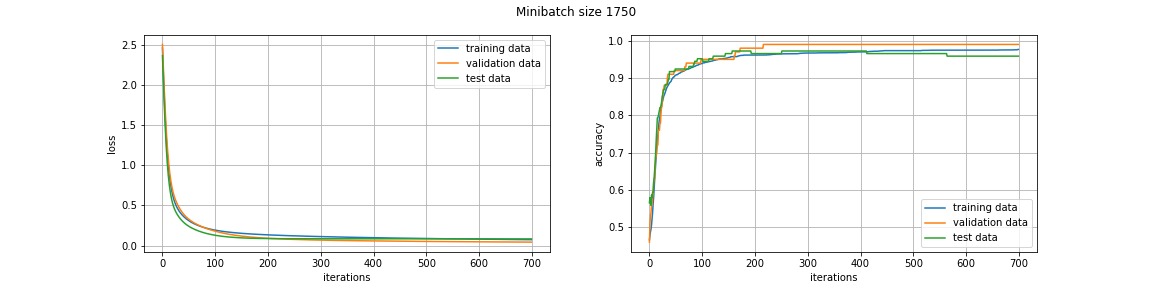 Minibatch size 1750
2.5
2.0
1.5
1.0
0.5
0.0
loss
training data
validation data
test data
0 100 200 300 400 500 600 700
iterations
1.0
0.9
0.8
0.7
0.6
0.5
accuracy
training data
validation data
test data
0 100 200 300 400 500 600 700
iterations